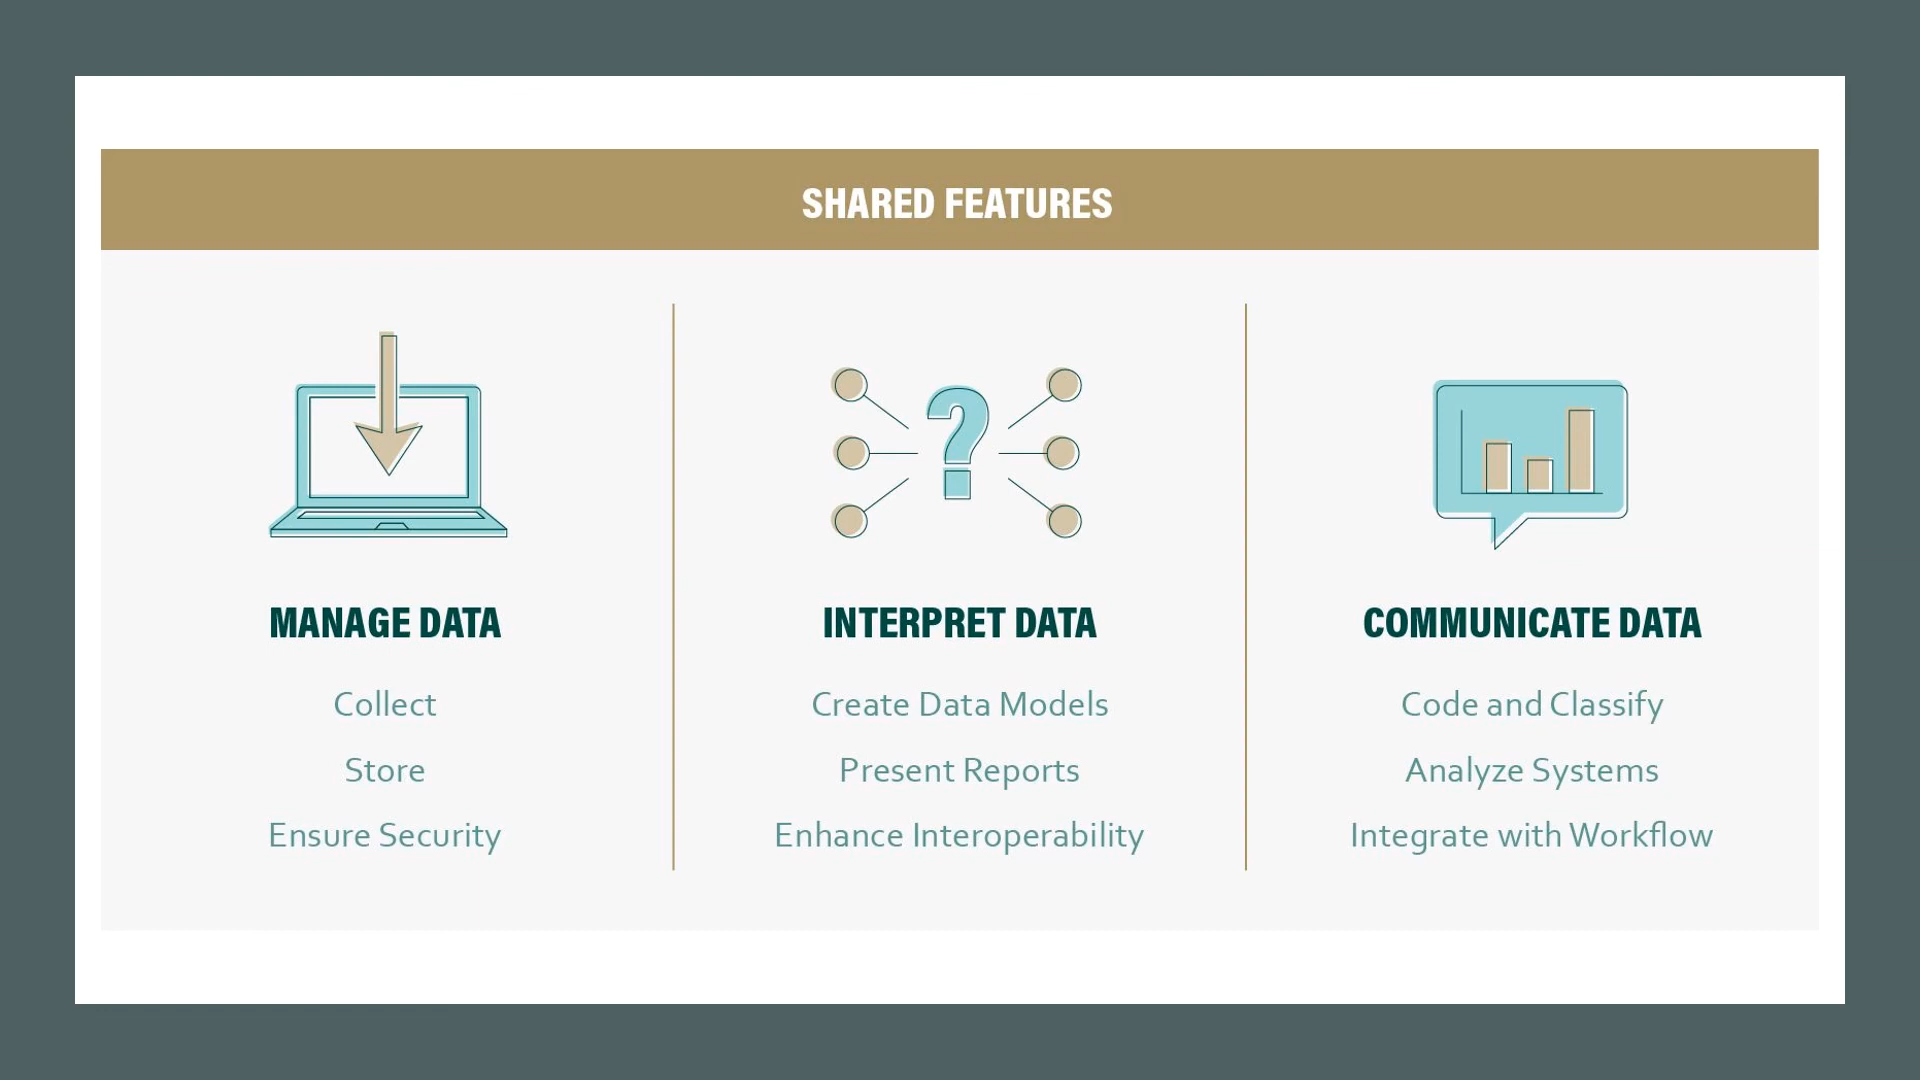 SHARED FEATURES
MANAGE DATA
Collect
Store
Ensure Security
INTERPRET DATA
Create Data Models
Present Reports
Enhance Interoperability
COMMUNICATE DATA
Code and Classify
Analyze Systems
Integrate with Workflow